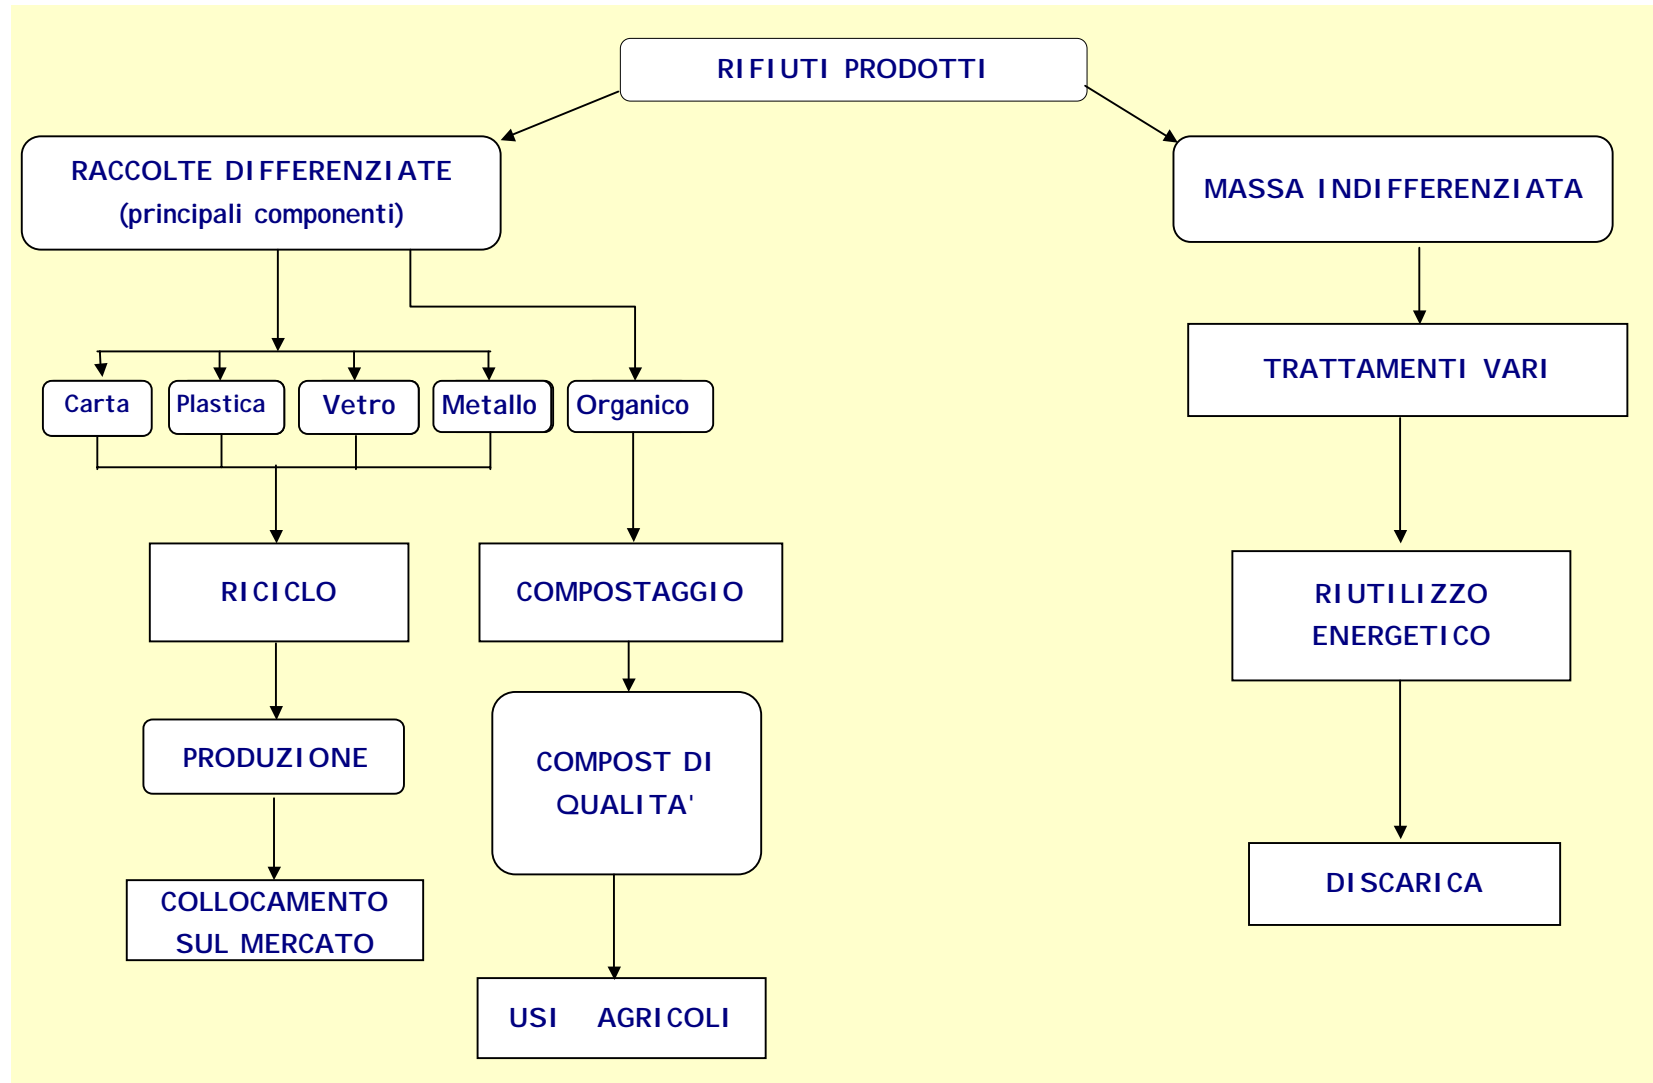 RIFIUTI PRODOTTI
RACCOLTE DIFFERENZIATE
(principali componenti)
MASSA INDIFFERENZIATA
TRATTAMENTI VARI
Carta
Plastica
Vetro
Metallo
Organico
RICICLO
COMPOSTAGGIO
RIUTILIZZO
ENERGETICO
PRODUZIONE
COMPOST DI
QUALITA'
DISCARICA
COLLOCAMENTO
SUL MERCATO
USI AGRICOLI